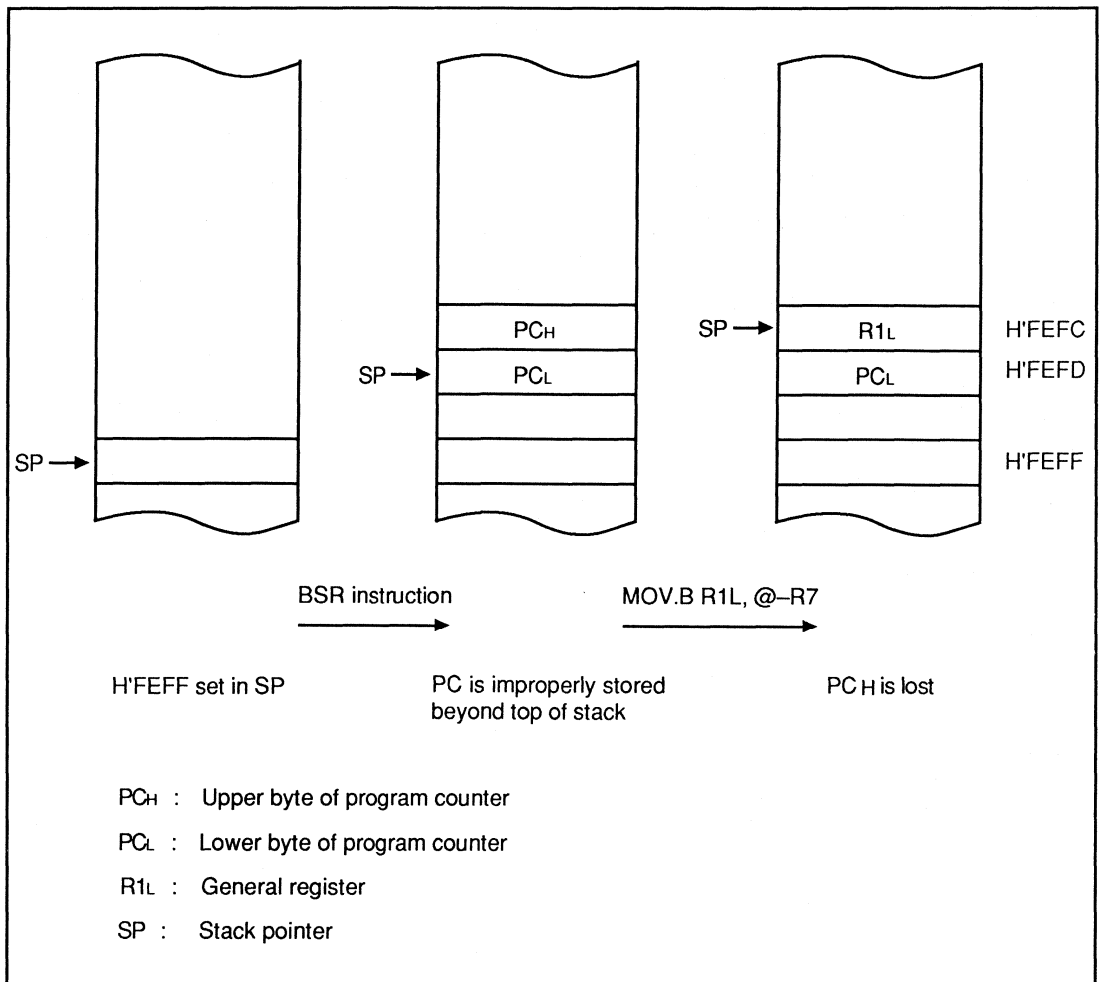 PCH
SP → R1L H'FEFC
SP → PCL PCL H'FEFD
SP → H'FEFF
BSR instruction MOV.B R1L, @–R7
H'FEFF set in SP PC is improperly stored PCH is lost
beyond top of stack
PCH : Upper byte of program counter
PCL : Lower byte of program counter
R1L : General register
SP : Stack pointer